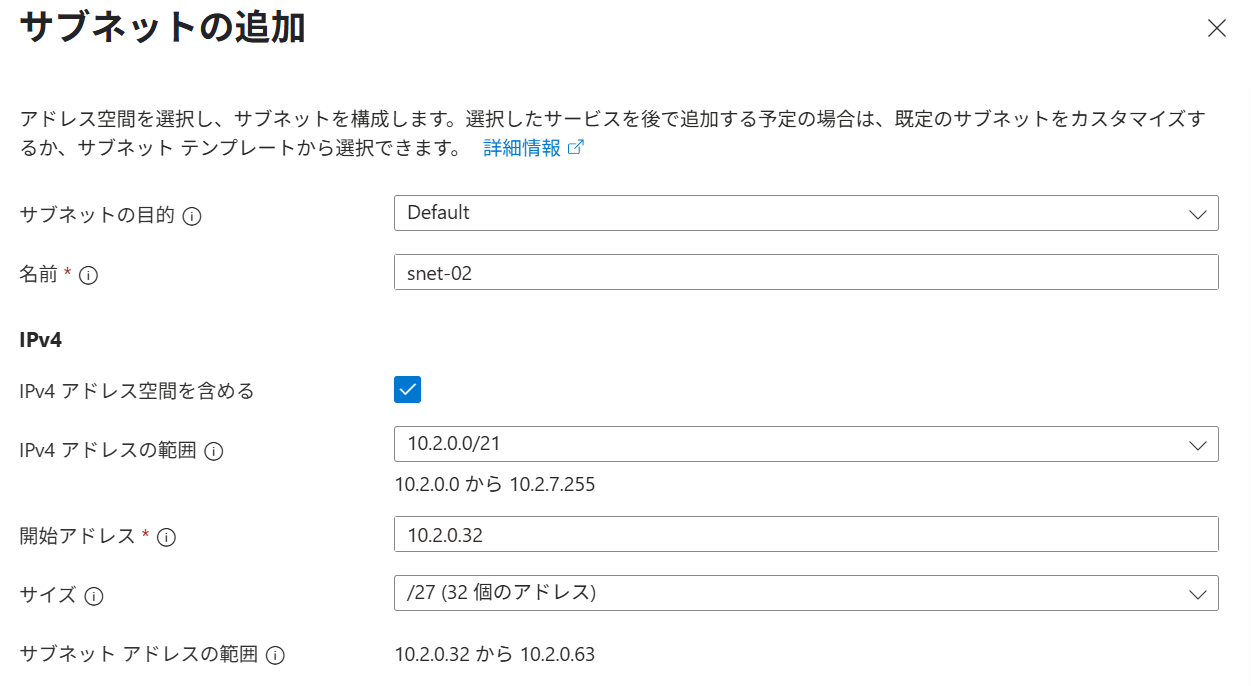 サブネットの追加
アドレス空間を選択し、サブネットを構成します。選択したサービスを後で追加する予定の場合は、既定のサブネットをカスタマイズす
るか、サブネット テンプレートから選択できます。 詳細情報
サブネットの目的 Default
名前 * snet-02
IPv4
IPv4 アドレス空間を含める
IPv4 アドレスの範囲 10.2.0.0/21
10.2.0.0 から 10.2.7.255
開始アドレス * 10.2.0.32
サイズ /27 (32 個のアドレス)
サブネット アドレスの範囲 10.2.0.32 から 10.2.0.63